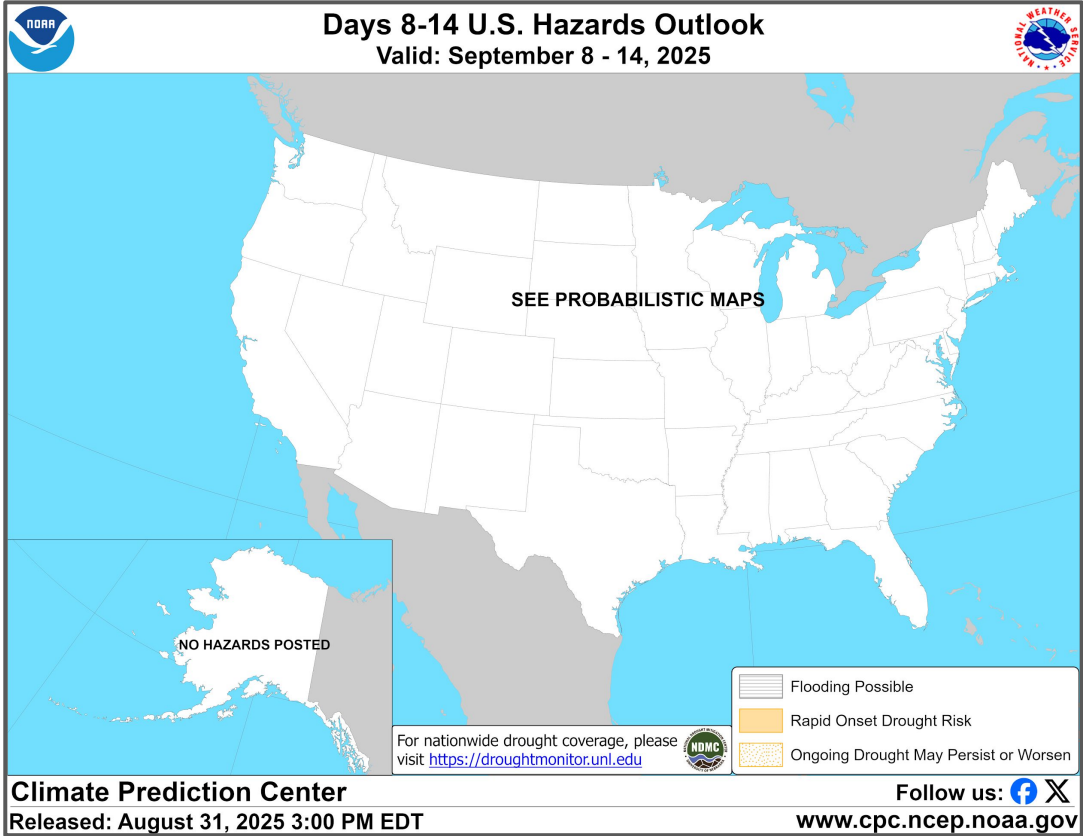 NOAA
Days 8-14 U.S. Hazards Outlook
Valid: September 8 - 14, 2025
NATIONAL WEATHER SERVICE
SEE PROBABILISTIC MAPS
NO HAZARDS POSTED
For nationwide drought coverage, please
visit https://droughtmonitor.unl.edu
NDMC
Flooding Possible
Rapid Onset Drought Risk
Ongoing Drought May Persist or Worsen
Climate Prediction Center
Released: August 31, 2025 3:00 PM EDT
Follow us:
www.cpc.ncep.noaa.gov